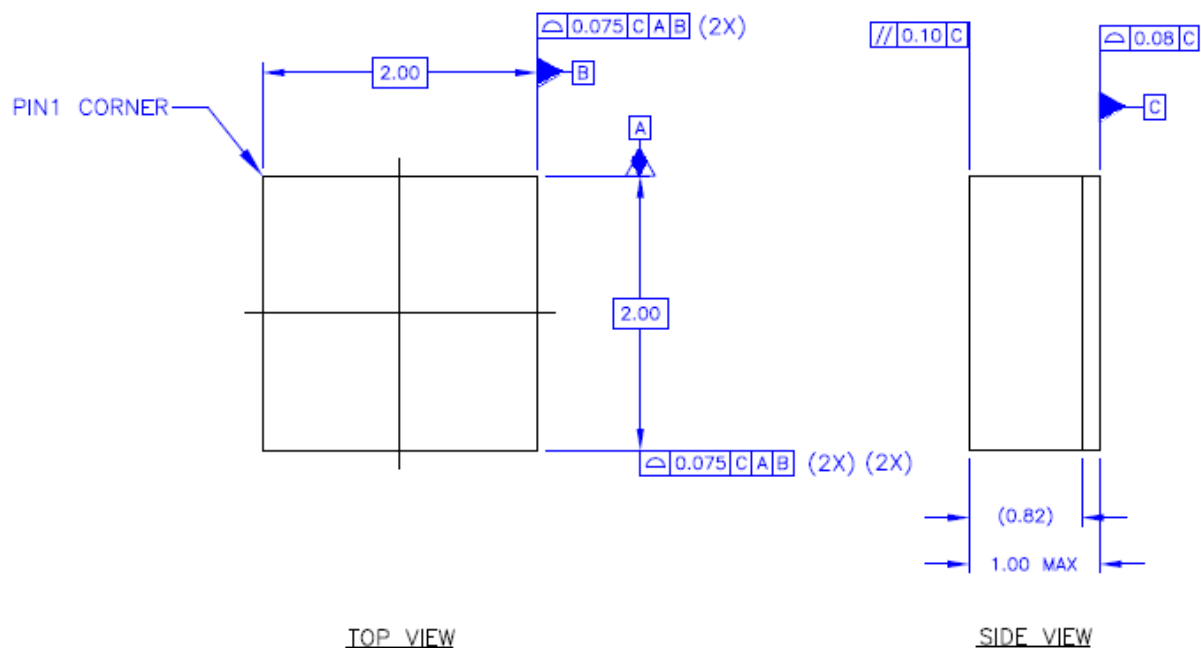 ⌓ 0.075 C A B (2X)
// 0.10 C
⌓ 0.08 C
2.00
B
PIN1 CORNER
C
A
2.00
⌓ 0.075 C A B (2X) (2X)
(0.82)
1.00 MAX
TOP VIEW
SIDE VIEW